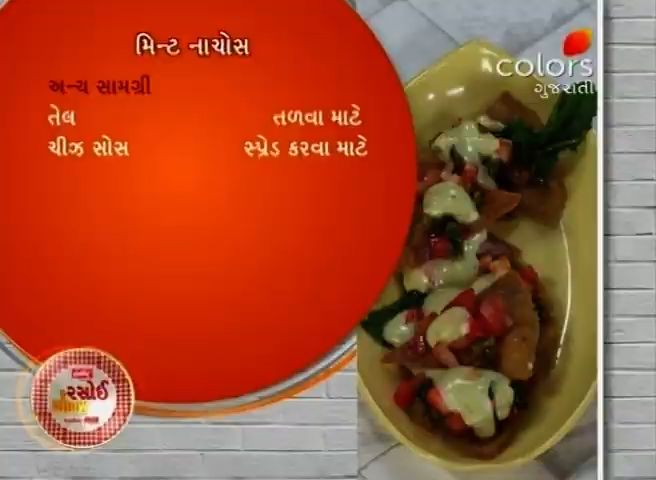 મિન્ટ નાચોસ
અન્ય સામગ્રી
તેલ તળવા માટે
ચીઝ સોસ સ્પ્રેડ કરવા માટે
colors
ગુજરાતી
રસોઈ